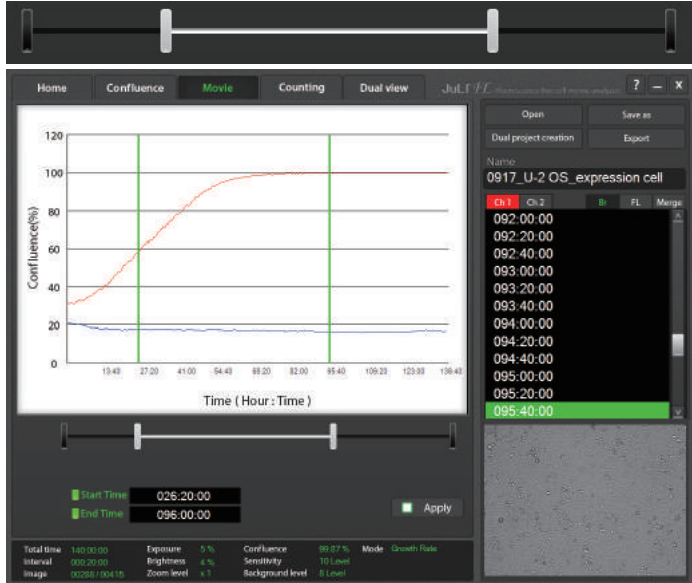 Home Confluence Movie Counting Dual view JuLI FL ? – X
Open Save as
Dual project creation Export
Name
0917_U-2 OS_expression cell
Ch 1 Ch 2 Br FL Merge
092:00:00
092:20:00
092:40:00
093:00:00
093:20:00
093:40:00
094:00:00
094:20:00
094:40:00
095:00:00
095:20:00
095:40:00
Confluence(%)
120
100
80
60
40
20
0
13:40 27:20 41:00 54:40 68:20 82:00 95:40 109:20 123:00 136:40
Time ( Hour : Time )
Start Time 026:20:00
End Time 096:00:00
Apply
Total time 140:00:00 Exposure 5 % Confluence 99.87 % Mode Growth Rate
Interval 000:20:00 Brightness 4 % Sensitivity 10 Level
Image 00288 / 00415 Zoom level x 1 Background level 8 Level